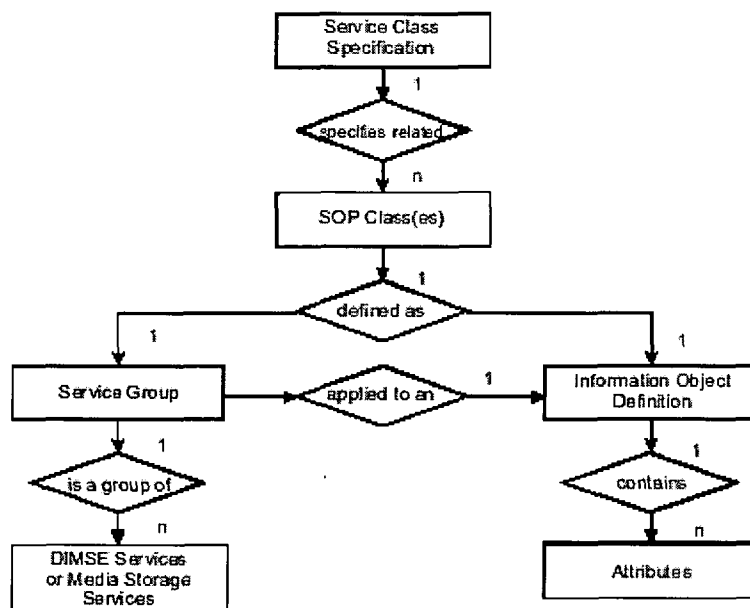 Service Class
Specification
1
specifies related
n
SOP Class(es)
1
defined as
1
1
Service Group
applied to an
1
Information Object
Definition
1
1
is a group of
contains
n
n
DIMSE Services
or Media Storage
Services
Attributes